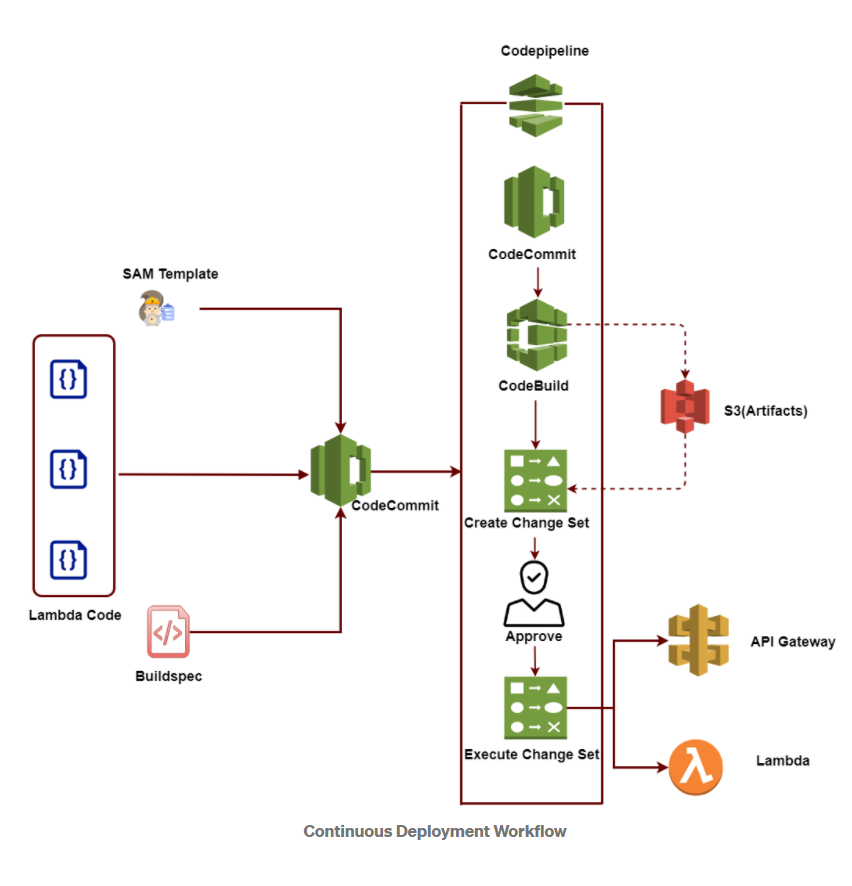 Codepipeline
CodeCommit
SAM Template
CodeBuild
S3(Artifacts)
{}
{}
{}
CodeCommit
Create Change Set
Lambda Code
</>
Buildspec
Approve
API Gateway
Execute Change Set
λ
Lambda
Continuous Deployment Workflow